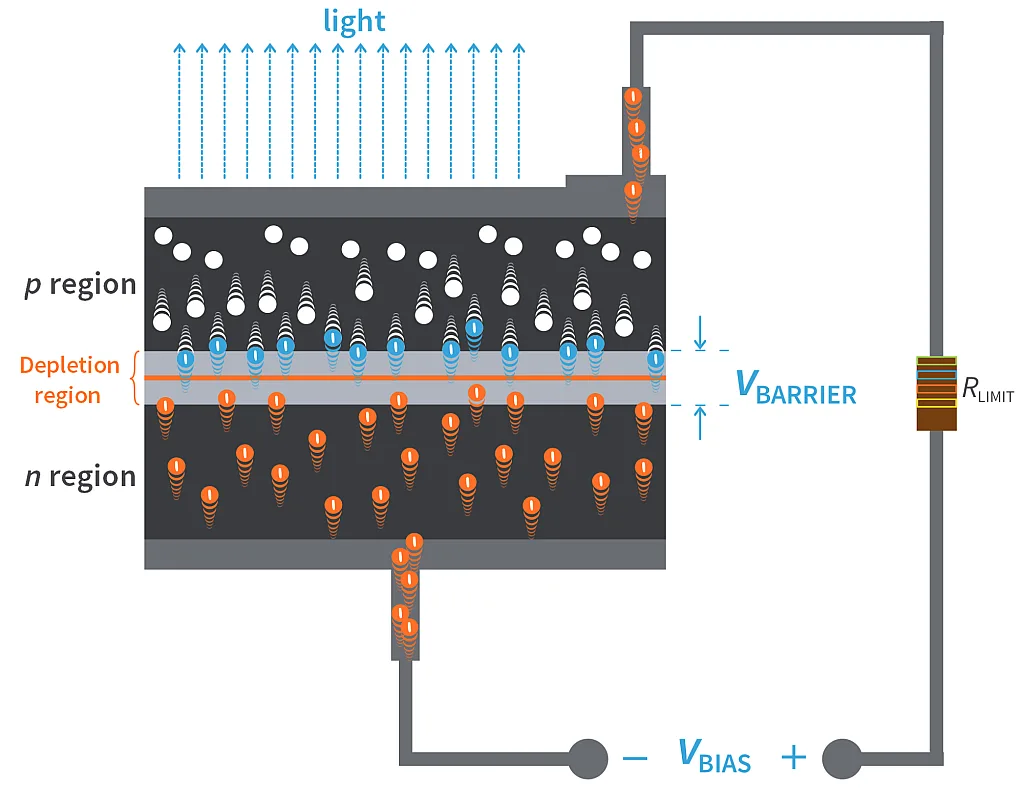 light
p region
Depletion
region
VBARRIER
RLIMIT
n region
− VBIAS +